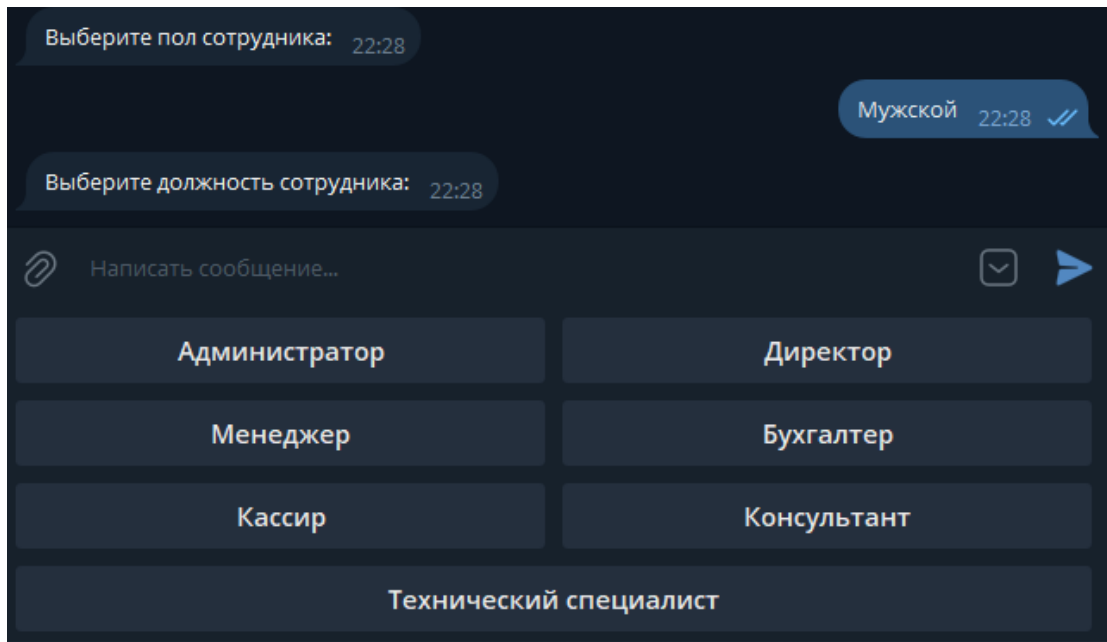 Выберите пол сотрудника: 22:28
Мужской 22:28
Выберите должность сотрудника: 22:28
Написать сообщение...
Администратор
Директор
Менеджер
Бухгалтер
Кассир
Консультант
Технический специалист